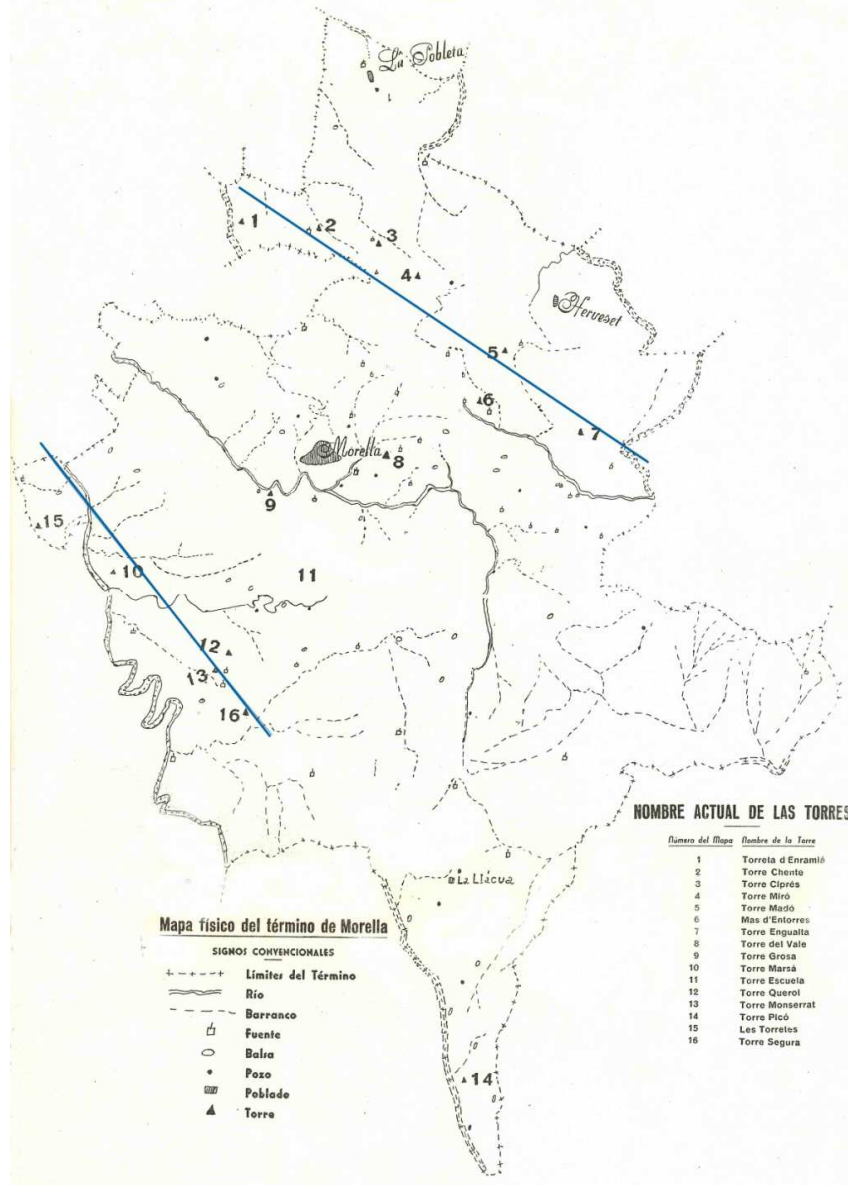 La Pobleta
1
2
3
4
Herveset
5
6
7
Morella
8
9
15
10
11
12
13
16
NOMBRE ACTUAL DE LAS TORRES
Número del Mapa Nombre de la Torre
1 Torreta d Enramié
2 Torre Chente
3 Torre Ciprés
4 Torre Miró
5 Torre Madó
6 Mas d'Entorres
7 Torre Engualta
8 Torre del Vale
9 Torre Grosa
10 Torre Marsá
11 Torre Escuela
12 Torre Querol
13 Torre Monserrat
14 Torre Picó
15 Les Torretes
16 Torre Segura
La Llácua
Mapa físico del término de Morella
SIGNOS CONVENCIONALES
Límites del Término
Río
Barranco
Fuente
Balsa
Pozo
Poblado
Torre
14